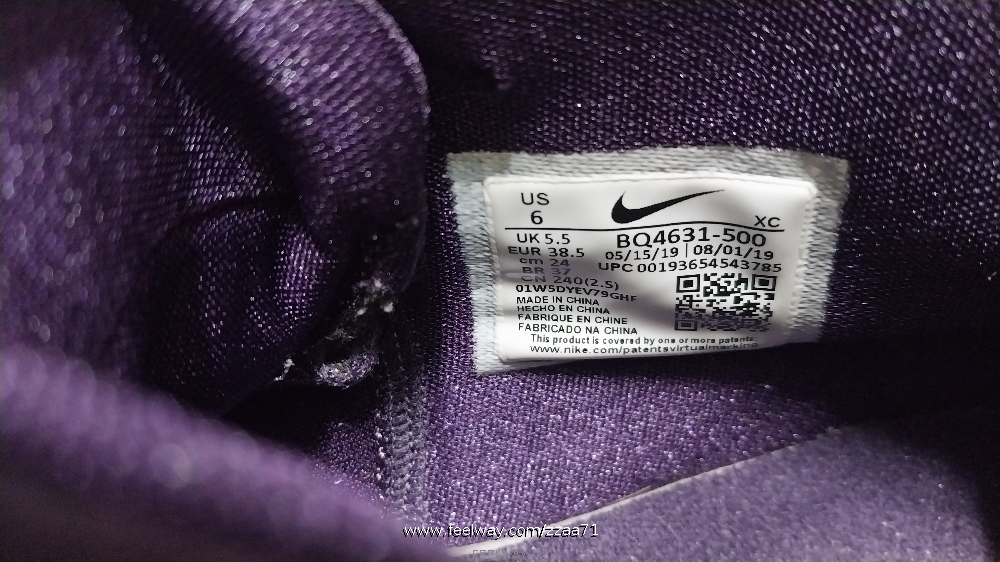 US
6
XC
UK 5.5
BQ4631-500
EUR 38.5
05/15/19 | 08/01/19
cm 24
UPC 00193654543785
BR 37
CN 240(2.5)
01W5DYEV79GHF
MADE IN CHINA
HECHO EN CHINA
FABRIQUE EN CHINE
FABRICADO NA CHINA
This product is covered by one or more patents:
www.nike.com/patentsvirtualmarking
www.feelway.com/zzaa71